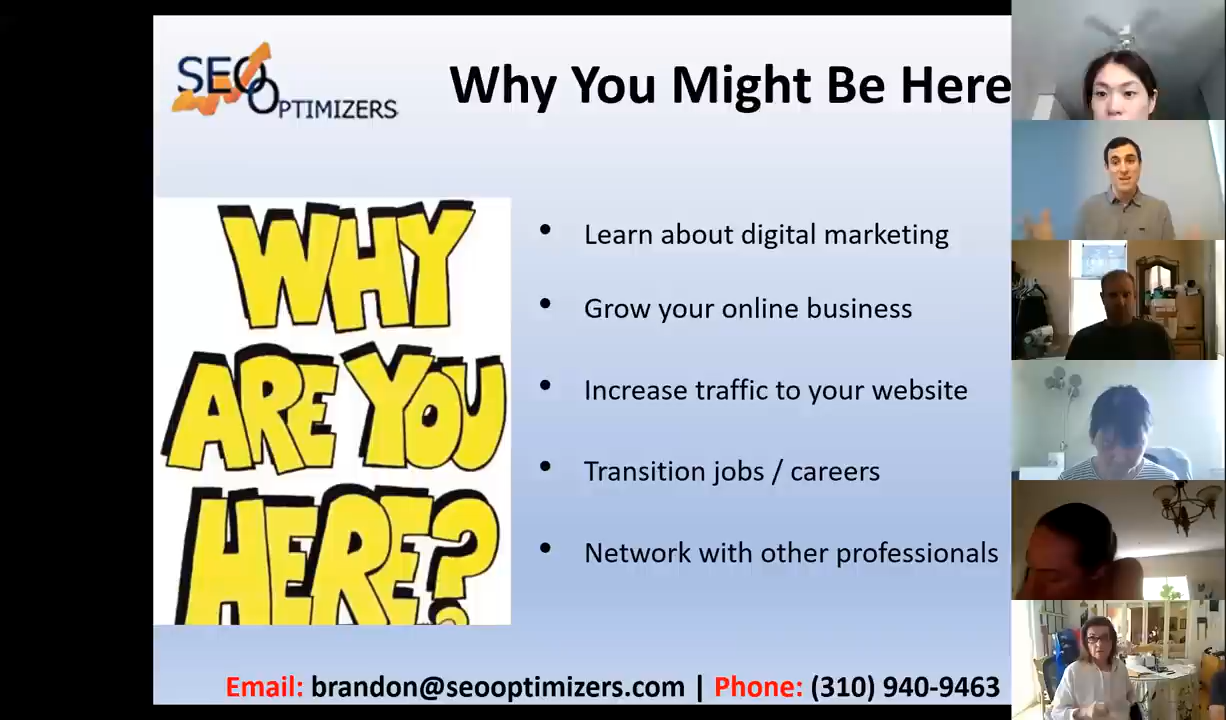 SEO OPTIMIZERS
Why You Might Be Here
WHY
ARE YOU
HERE?
• Learn about digital marketing
• Grow your online business
• Increase traffic to your website
• Transition jobs / careers
• Network with other professionals
Email: brandon@seooptimizers.com | Phone: (310) 940-9463